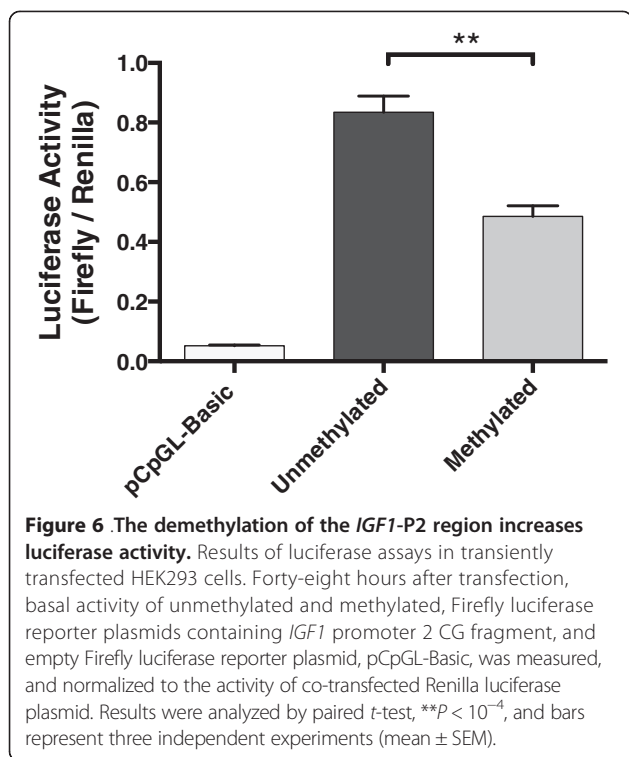 **
Luciferase Activity
(Firefly / Renilla)
1.0
0.8
0.6
0.4
0.2
0.0
pCpGL-Basic
Unmethylated
Methylated
Figure 6 .The demethylation of the IGF1-P2 region increases
luciferase activity. Results of luciferase assays in transiently
transfected HEK293 cells. Forty-eight hours after transfection,
basal activity of unmethylated and methylated, Firefly luciferase
reporter plasmids containing IGF1 promoter 2 CG fragment, and
empty Firefly luciferase reporter plasmid, pCpGL-Basic, was measured,
and normalized to the activity of co-transfected Renilla luciferase
plasmid. Results were analyzed by paired t-test, **P < 10⁻⁴, and bars
represent three independent experiments (mean ± SEM).